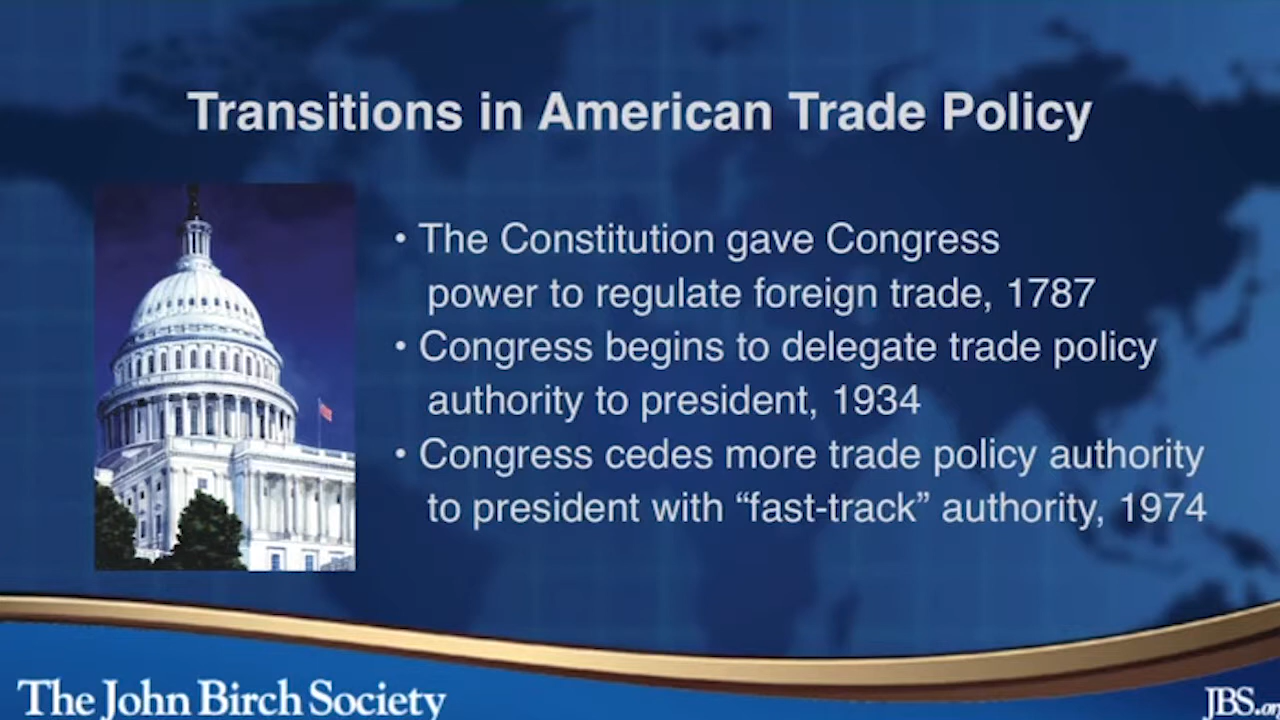 Transitions in American Trade Policy
• The Constitution gave Congress
power to regulate foreign trade, 1787
• Congress begins to delegate trade policy
authority to president, 1934
• Congress cedes more trade policy authority
to president with “fast-track” authority, 1974
The John Birch Society
JBS.